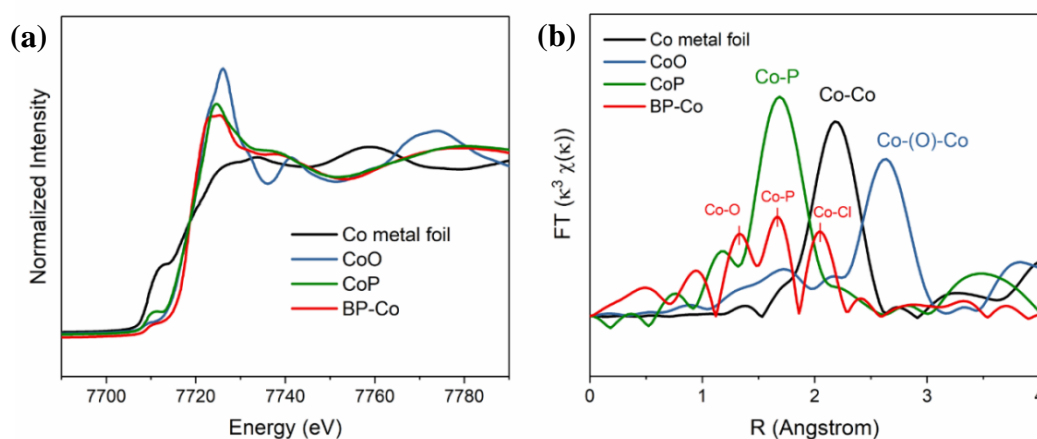 (a)
Normalized Intensity
Co metal foil
CoO
CoP
BP-Co
7700 7720 7740 7760 7780
Energy (eV)
(b)
Co metal foil
CoO
CoP
BP-Co
Co-P
Co-Co
Co-(O)-Co
Co-O
Co-P
Co-Cl
FT (κ³ χ(κ))
0 1 2 3 4
R (Angstrom)